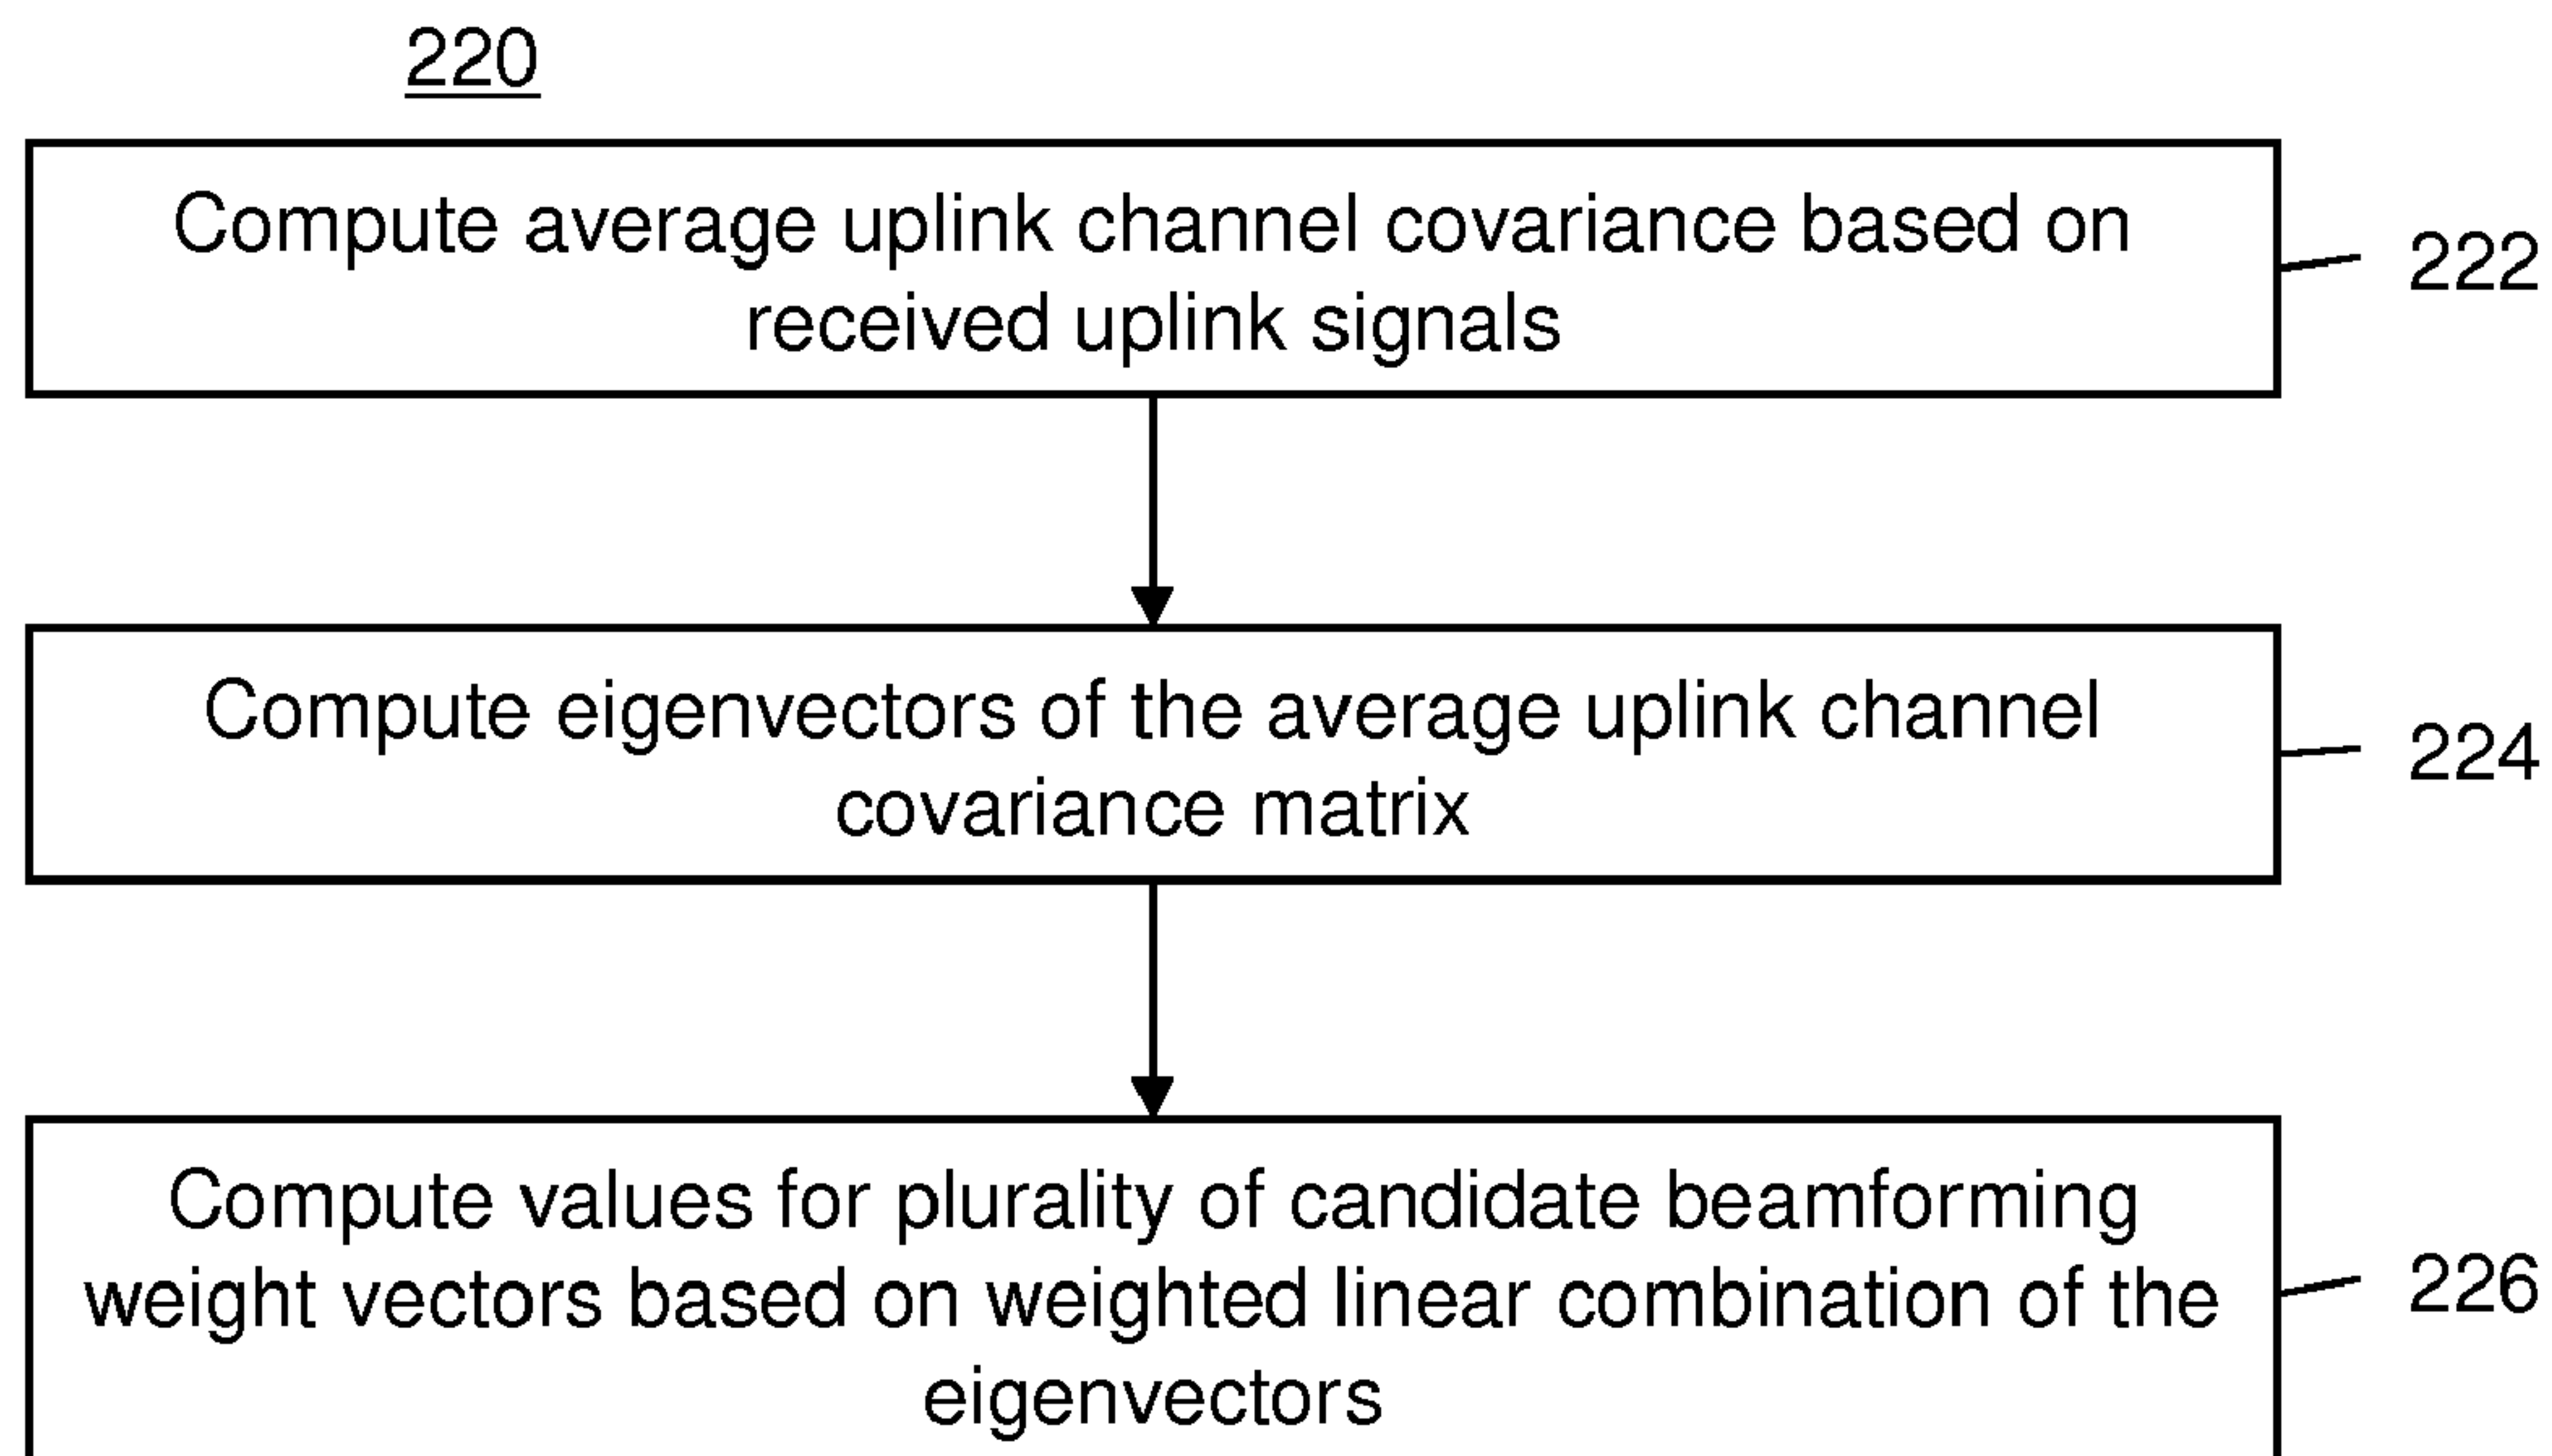 220
Compute average uplink channel covariance based on
received uplink signals
222
Compute eigenvectors of the average uplink channel
covariance matrix
224
Compute values for plurality of candidate beamforming
weight vectors based on weighted linear combination of the
eigenvectors
226